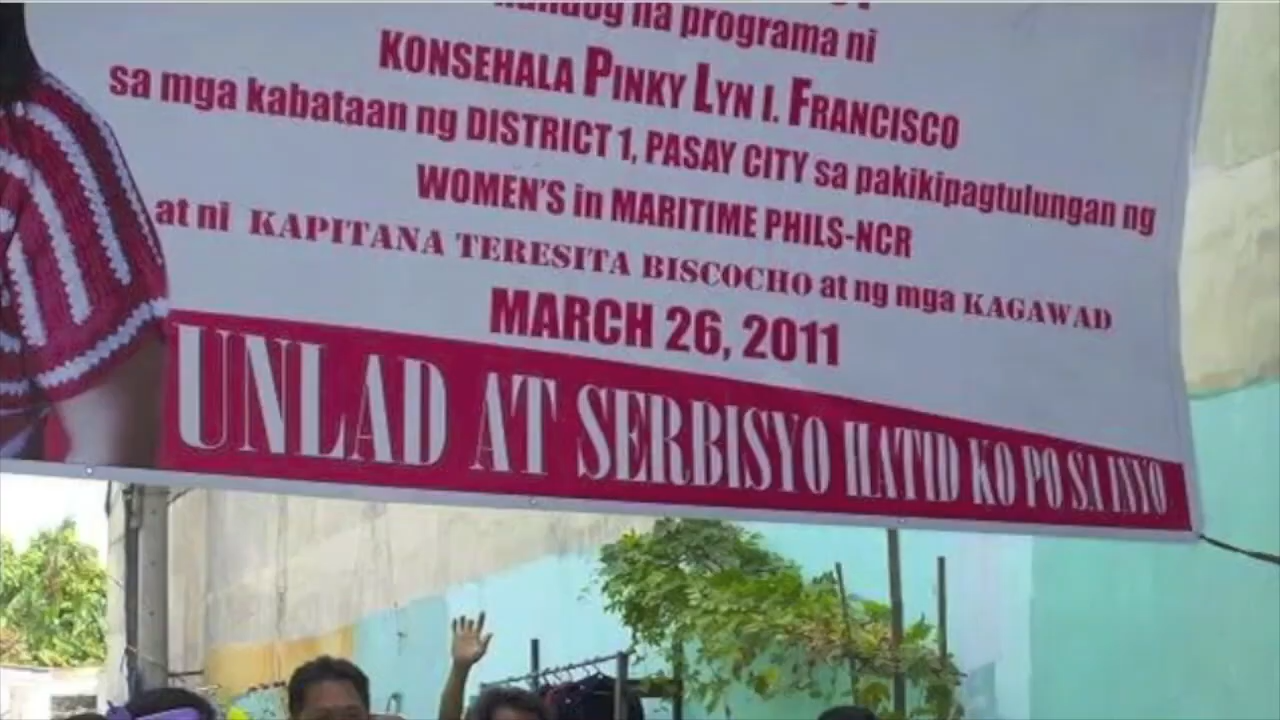 na programa ni
KONSEHALA PINKY LYN I. FRANCISCO
sa mga kabataan ng DISTRICT 1, PASAY CITY sa pakikipagtulungan ng
WOMEN'S in MARITIME PHILS-NCR
at ni KAPITANA TERESITA BISCOCHO at ng mga KAGAWAD
MARCH 26, 2011
UNLAD AT SERBISYO HATID KO PO SA INYO